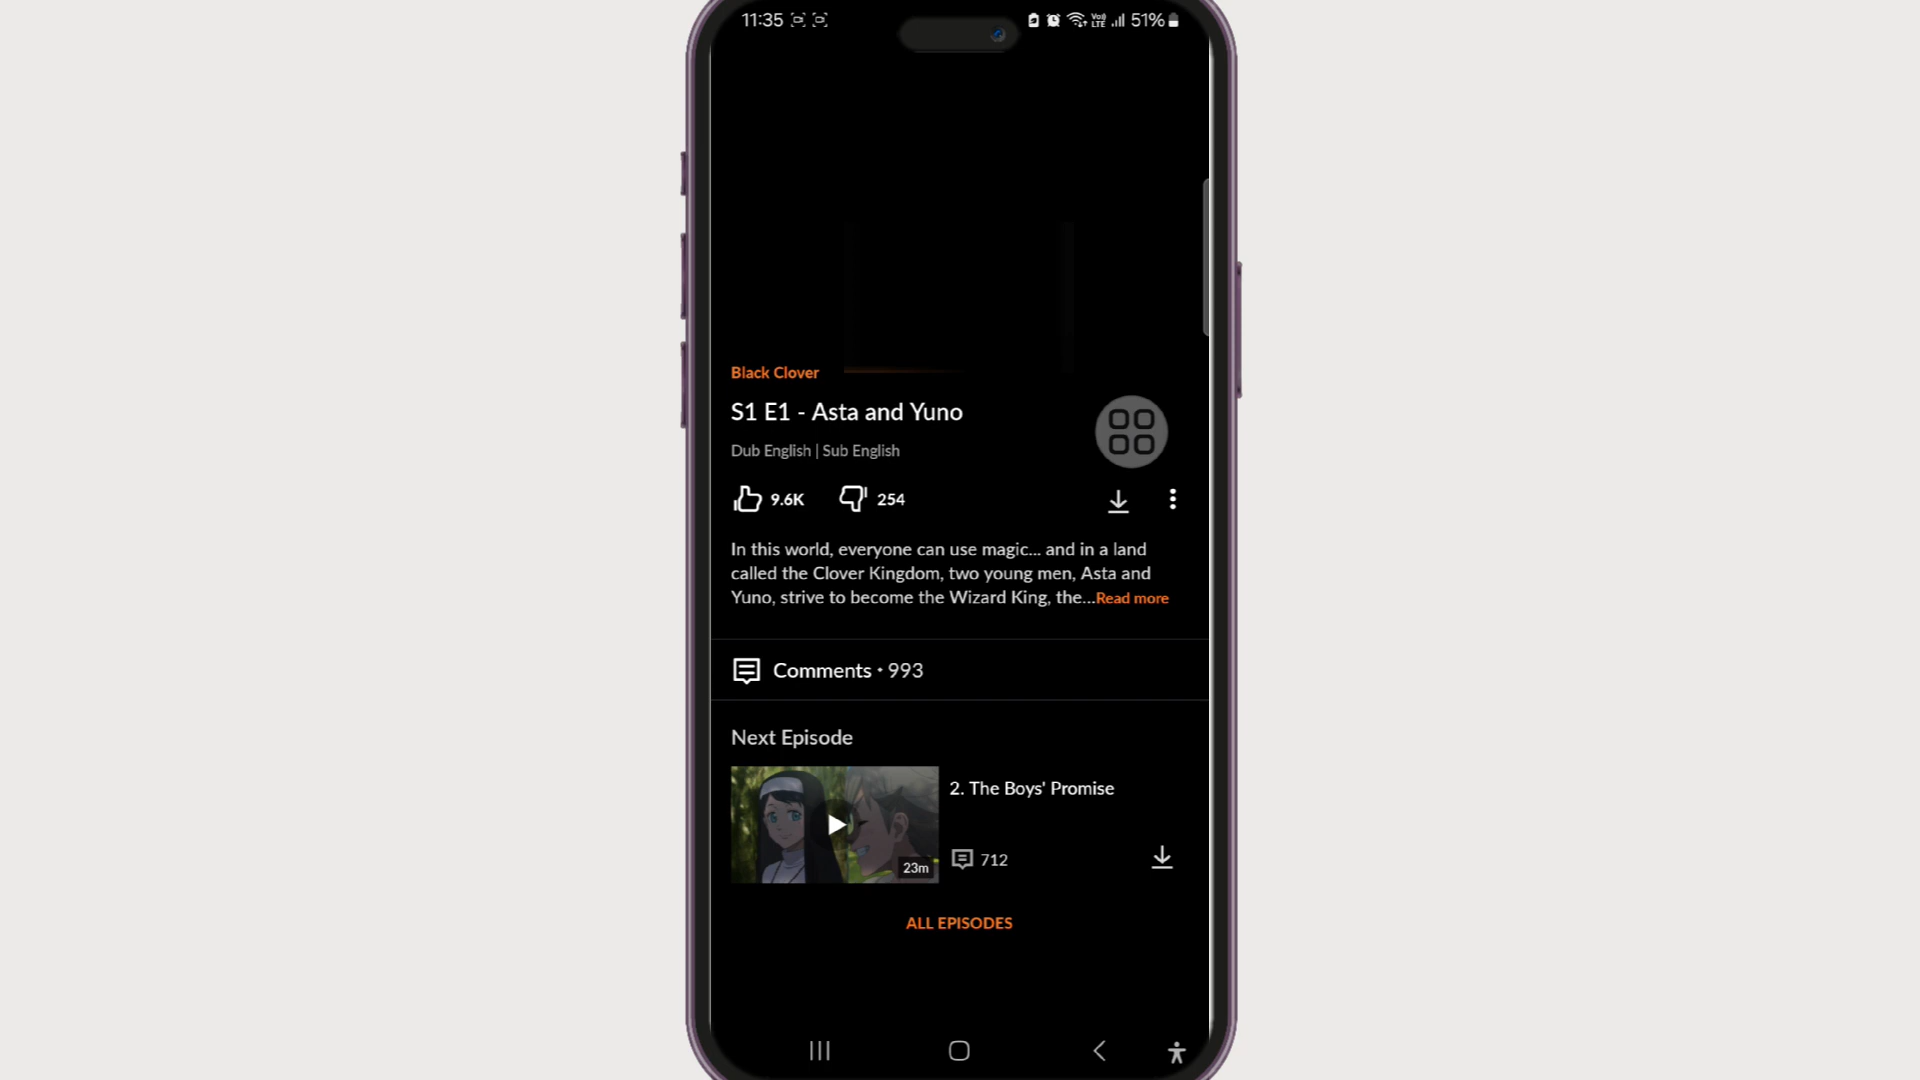 11:35
Vo)) LTE 51%
Black Clover
S1 E1 - Asta and Yuno
Dub English | Sub English
9.6K 254
In this world, everyone can use magic... and in a land
called the Clover Kingdom, two young men, Asta and
Yuno, strive to become the Wizard King, the...Read more
Comments • 993
Next Episode
2. The Boys' Promise
23m
712
ALL EPISODES